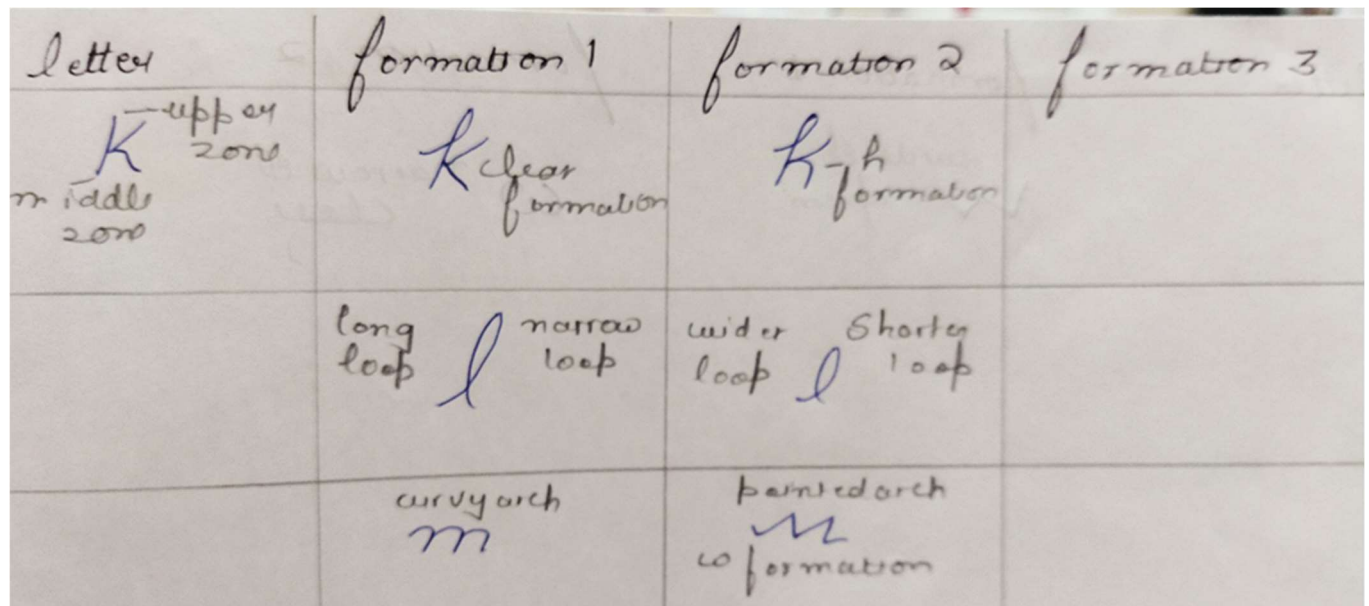 letter formation 1 formation 2 formation 3
K - upper zone
middle zone
k clear formation
k - h formation
long loop l narrow loop
wider loop l shorter loop
curvy arch
m
pointed arch
m
w formation